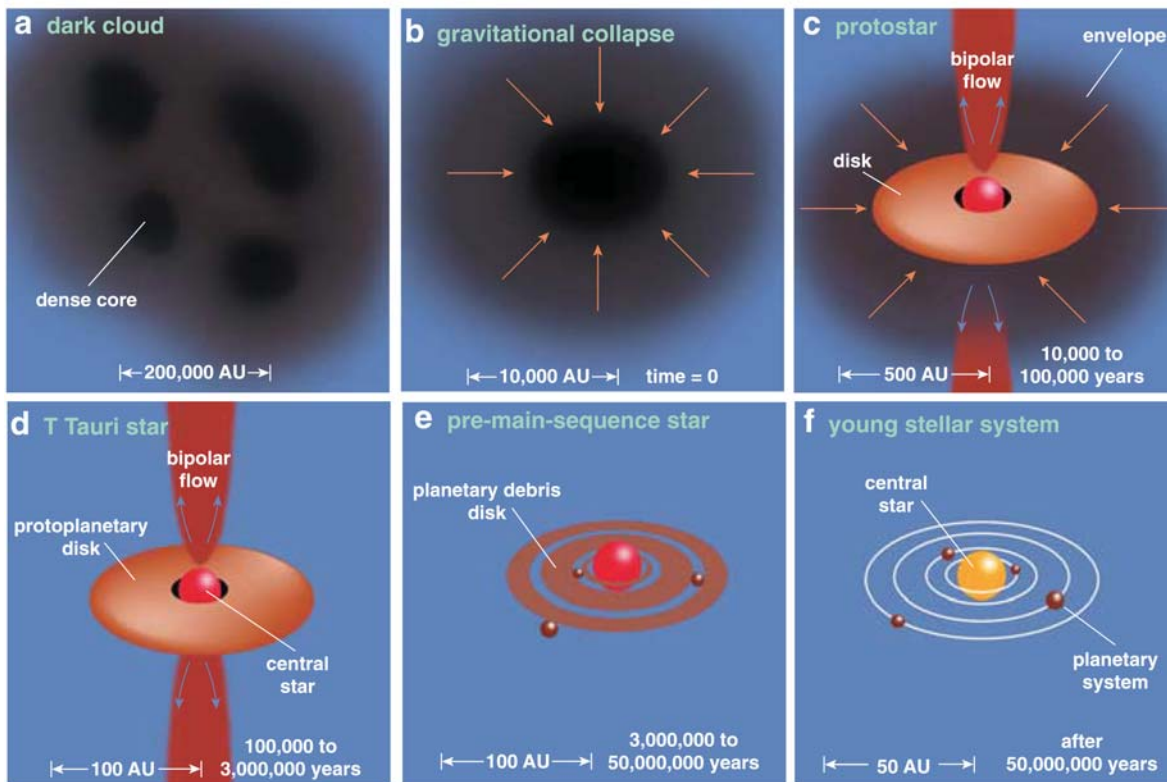 a dark cloud
dense core
200,000 AU
b gravitational collapse
10,000 AU time = 0
c protostar
envelope
bipolar
flow
disk
500 AU
10,000 to
100,000 years
d T Tauri star
bipolar
flow
protoplanetary
disk
central
star
100 AU
100,000 to
3,000,000 years
e pre-main-sequence star
planetary debris
disk
100 AU
3,000,000 to
50,000,000 years
f young stellar system
central
star
planetary
system
50 AU
after
50,000,000 years